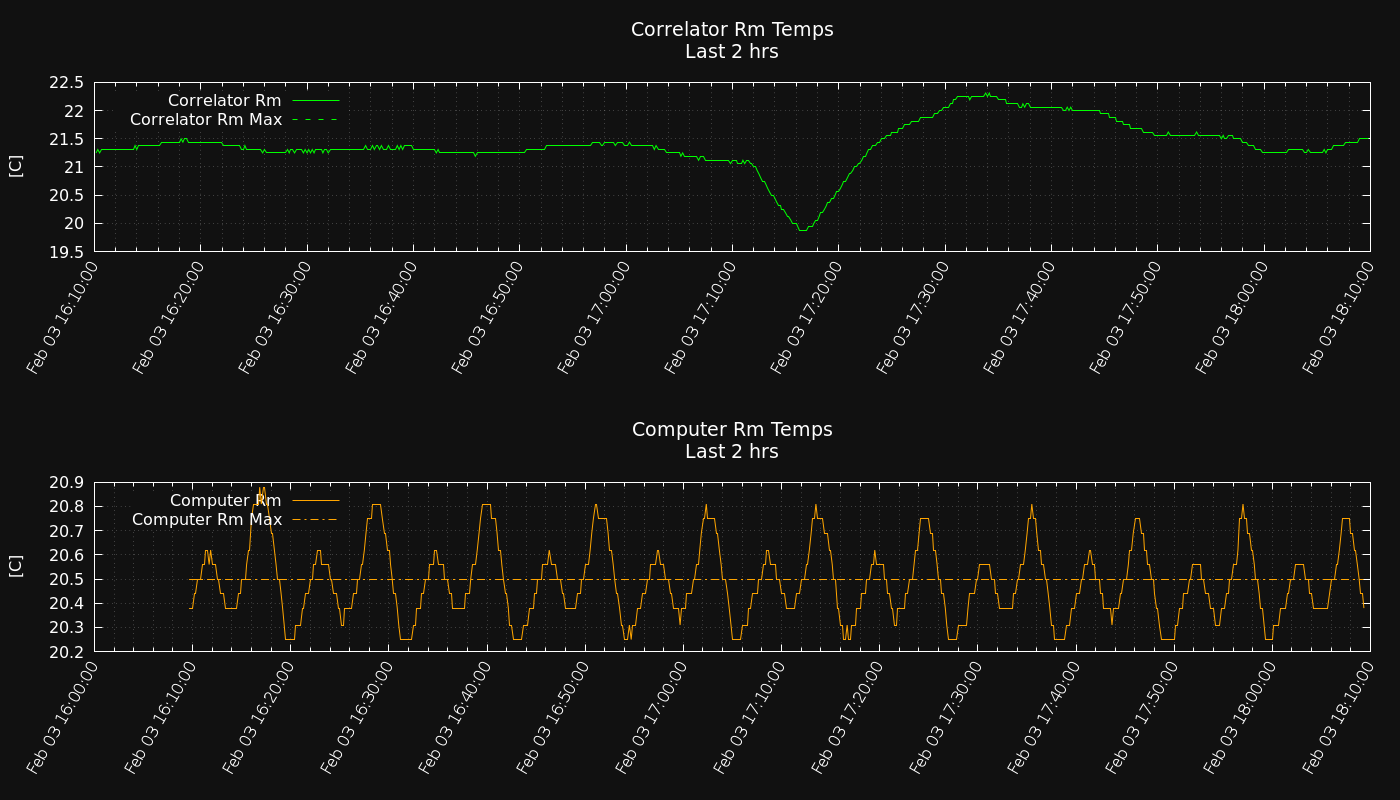 Correlator Rm Temps
Last 2 hrs
22.5
22
21.5
21
20.5
20
19.5
[C]
Correlator Rm
Correlator Rm Max
Feb 03 16:10:00
Feb 03 16:20:00
Feb 03 16:30:00
Feb 03 16:40:00
Feb 03 16:50:00
Feb 03 17:00:00
Feb 03 17:10:00
Feb 03 17:20:00
Feb 03 17:30:00
Feb 03 17:40:00
Feb 03 17:50:00
Feb 03 18:00:00
Feb 03 18:10:00
Computer Rm Temps
Last 2 hrs
20.9
20.8
20.7
20.6
20.5
20.4
20.3
20.2
[C]
Computer Rm
Computer Rm Max
Feb 03 16:00:00
Feb 03 16:10:00
Feb 03 16:20:00
Feb 03 16:30:00
Feb 03 16:40:00
Feb 03 16:50:00
Feb 03 17:00:00
Feb 03 17:10:00
Feb 03 17:20:00
Feb 03 17:30:00
Feb 03 17:40:00
Feb 03 17:50:00
Feb 03 18:00:00
Feb 03 18:10:00